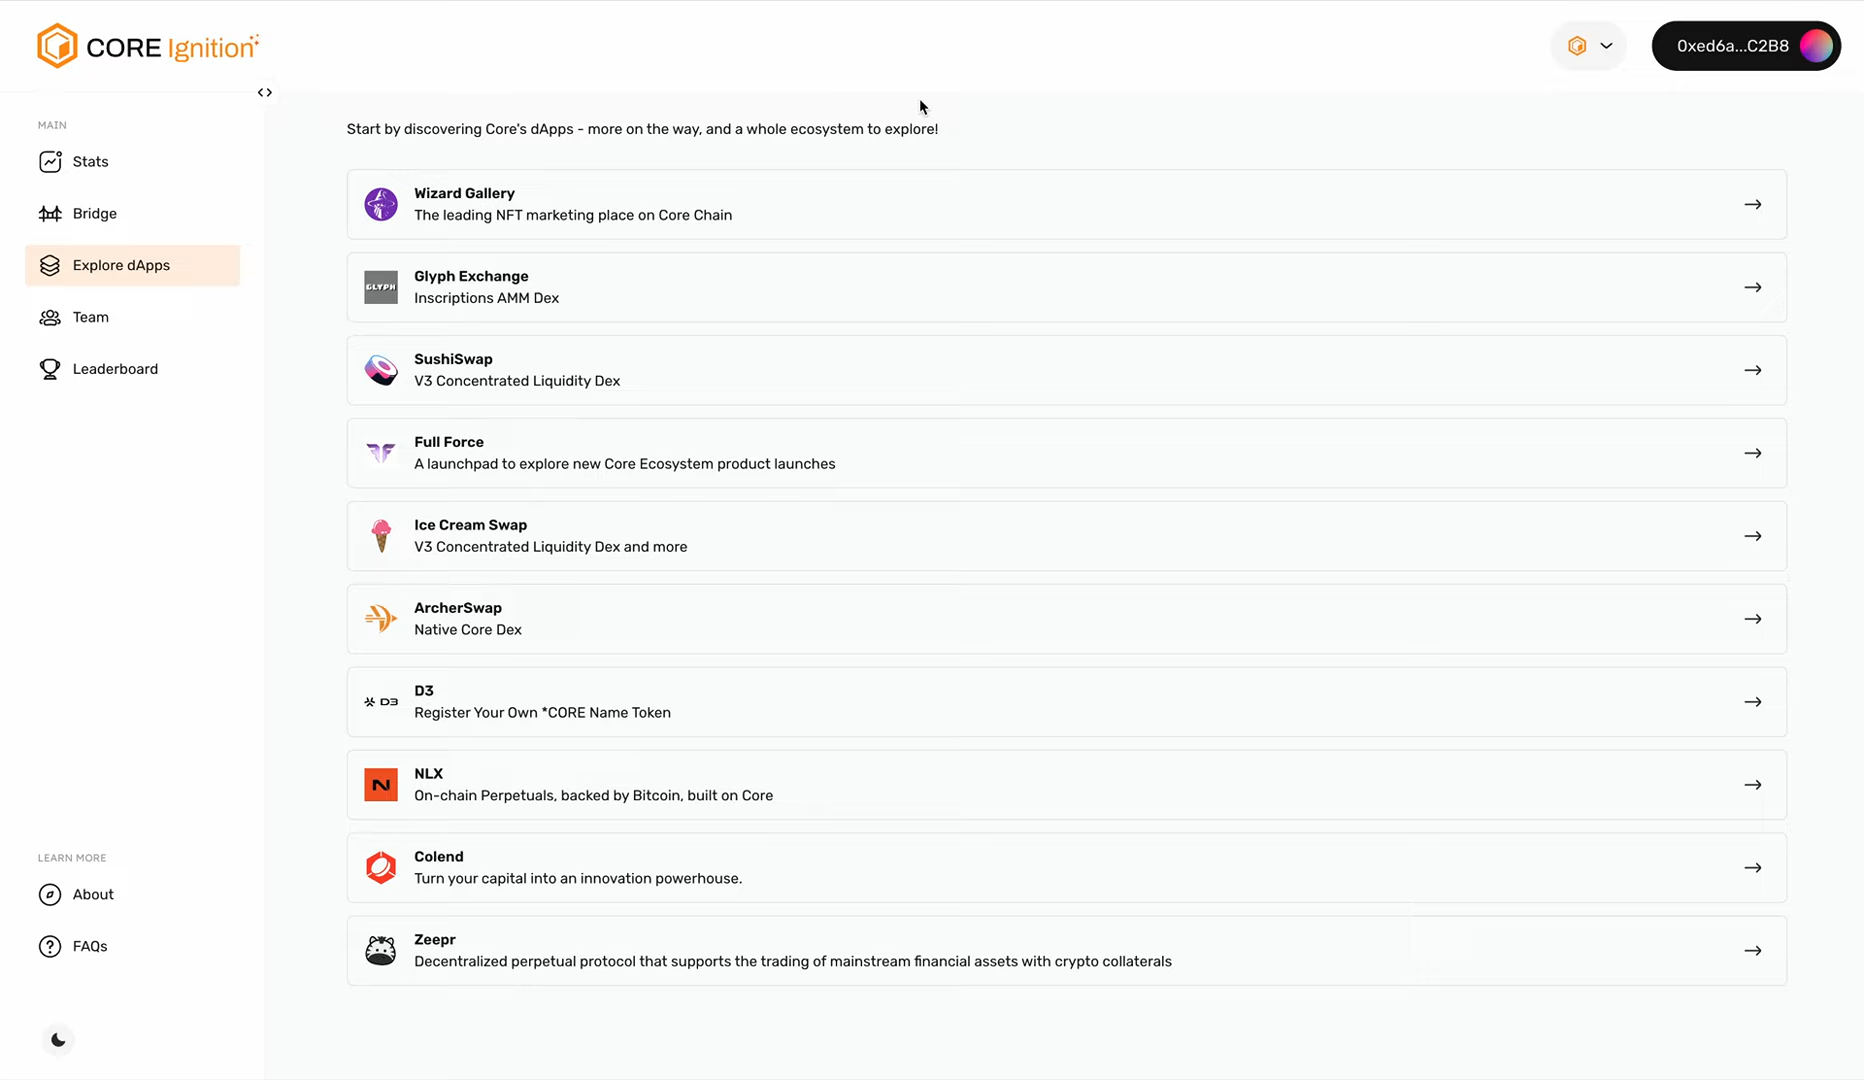 CORE Ignition
0xed6a...C2B8
MAIN
Stats
Bridge
Explore dApps
Team
Leaderboard
LEARN MORE
About
FAQs
Start by discovering Core's dApps - more on the way, and a whole ecosystem to explore!
Wizard Gallery
The leading NFT marketing place on Core Chain
GLYPH
Glyph Exchange
Inscriptions AMM Dex
SushiSwap
V3 Concentrated Liquidity Dex
Full Force
A launchpad to explore new Core Ecosystem product launches
Ice Cream Swap
V3 Concentrated Liquidity Dex and more
ArcherSwap
Native Core Dex
D3
D3
Register Your Own *CORE Name Token
N
NLX
On-chain Perpetuals, backed by Bitcoin, built on Core
Colend
Turn your capital into an innovation powerhouse.
Zeepr
Decentralized perpetual protocol that supports the trading of mainstream financial assets with crypto collaterals